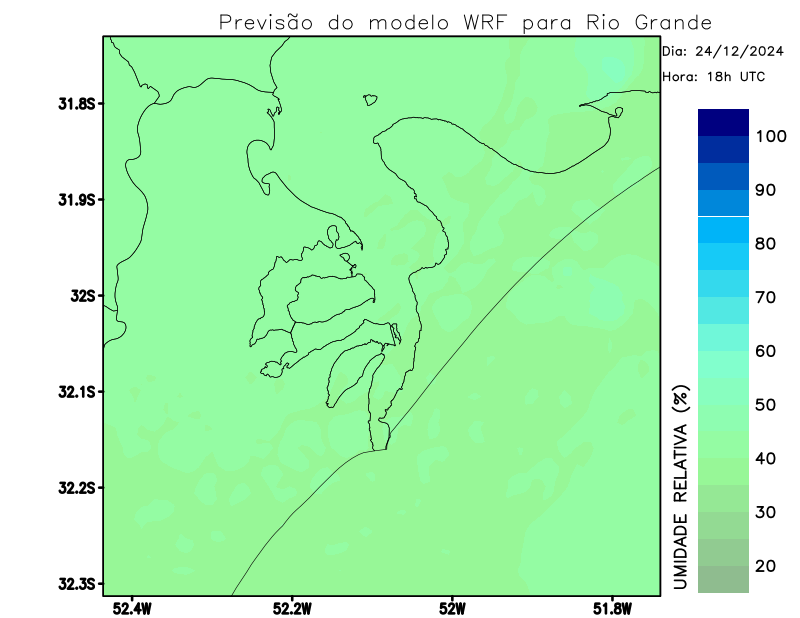 Previsão do modelo WRF para Rio Grande
Dia: 24/12/2024
Hora: 18h UTC
31.8S
31.9S
32S
32.1S
32.2S
32.3S
52.4W
52.2W
52W
51.8W
UMIDADE RELATIVA (%)
100
90
80
70
60
50
40
30
20